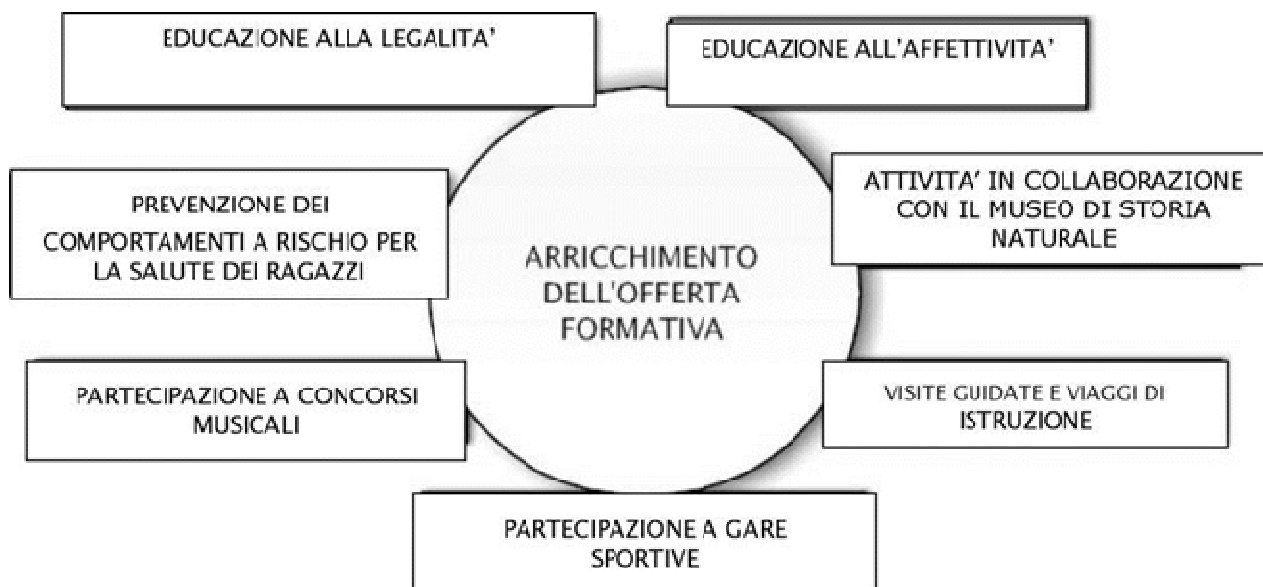 EDUCAZIONE ALLA LEGALITA'
EDUCAZIONE ALL'AFFETTIVITA'
PREVENZIONE DEI
COMPORTAMENTI A RISCHIO PER
LA SALUTE DEI RAGAZZI
ATTIVITA' IN COLLABORAZIONE
CON IL MUSEO DI STORIA
NATURALE
ARRICCHIMENTO
DELL'OFFERTA
FORMATIVA
PARTECIPAZIONE A CONCORSI
MUSICALI
VISITE GUIDATE E VIAGGI DI
ISTRUZIONE
PARTECIPAZIONE A GARE
SPORTIVE